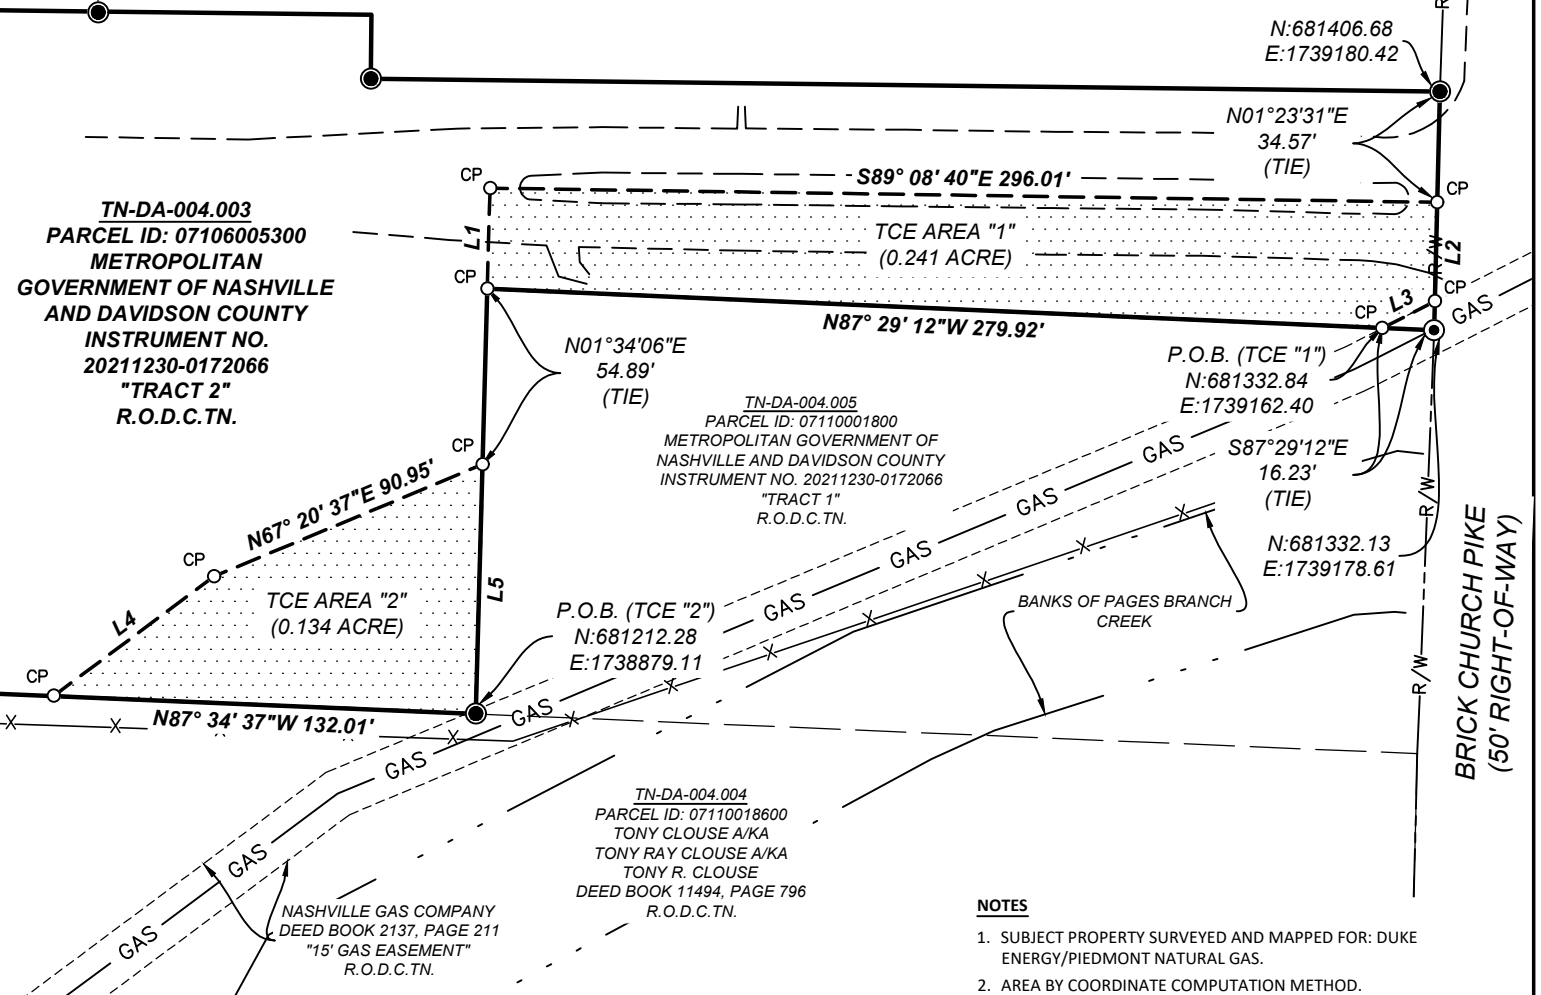 N:681406.68
E:1739180.42
R
N01°23'31"E
34.57'
(TIE)
CP
S89° 08' 40"E 296.01'
CP
TN-DA-004.003
PARCEL ID: 07106005300
METROPOLITAN
GOVERNMENT OF NASHVILLE
AND DAVIDSON COUNTY
INSTRUMENT NO.
20211230-0172066
"TRACT 2"
R.O.D.C.TN.
L1
TCE AREA "1"
(0.241 ACRE)
R/W
L2
CP
CP
L3
CP
GAS
N87° 29' 12"W 279.92'
N01°34'06"E
54.89'
(TIE)
P.O.B. (TCE "1")
N:681332.84
E:1739162.40
TN-DA-004.005
PARCEL ID: 07110001800
METROPOLITAN GOVERNMENT OF
NASHVILLE AND DAVIDSON COUNTY
INSTRUMENT NO. 20211230-0172066
"TRACT 1"
R.O.D.C.TN.
S87°29'12"E
16.23'
(TIE)
CP
N67° 20' 37"E 90.95'
GAS
GAS
GAS
GAS
R/W
N:681332.13
E:1739178.61
CP
TCE AREA "2"
(0.134 ACRE)
L4
L5
P.O.B. (TCE "2")
N:681212.28
E:1738879.11
BANKS OF PAGES BRANCH
CREEK
BRICK CHURCH PIKE
(50' RIGHT-OF-WAY)
R/W
CP
N87° 34' 37"W 132.01'
GAS
GAS
GAS
GAS
TN-DA-004.004
PARCEL ID: 07110018600
TONY CLOUSE A/KA
TONY RAY CLOUSE A/KA
TONY R. CLOUSE
DEED BOOK 11494, PAGE 796
R.O.D.C.TN.
NASHVILLE GAS COMPANY
DEED BOOK 2137, PAGE 211
"15' GAS EASEMENT"
R.O.D.C.TN.
NOTES
1. SUBJECT PROPERTY SURVEYED AND MAPPED FOR: DUKE
ENERGY/PIEDMONT NATURAL GAS.
2. AREA BY COORDINATE COMPUTATION METHOD.